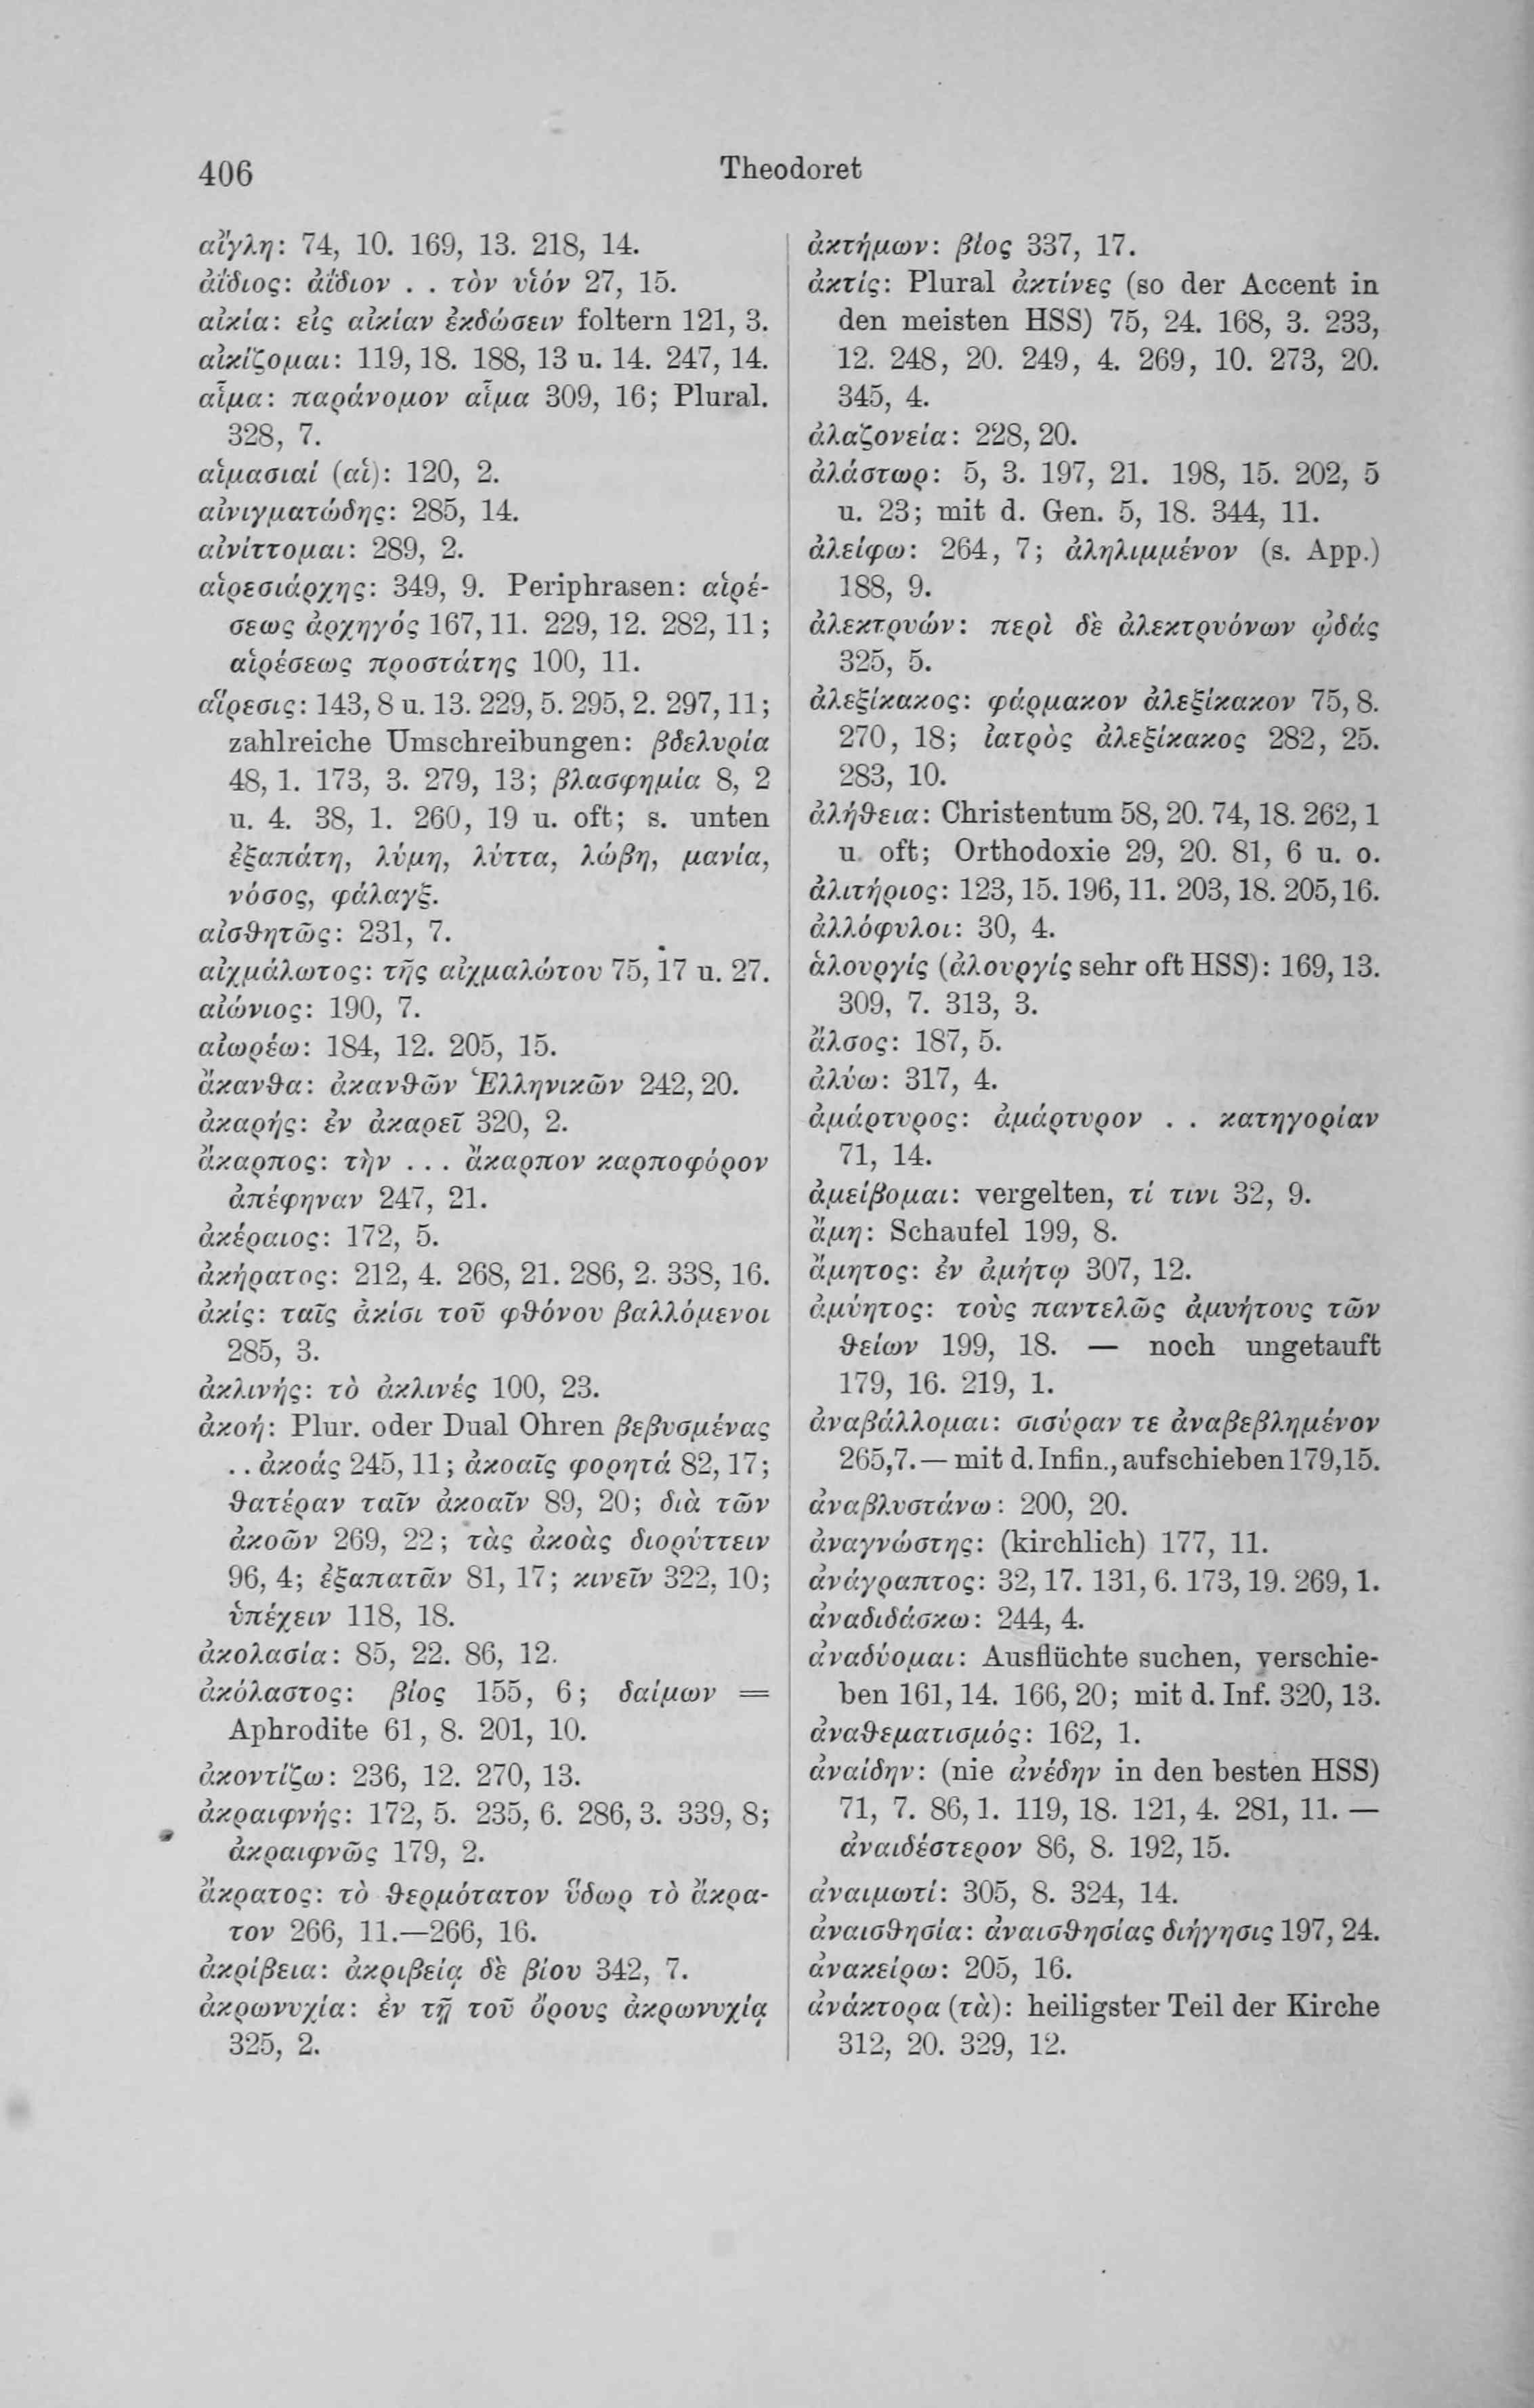 406
Theodoret
αἴγλη: 74, 10. 169, 13. 218, 14.
ἀΐδιος: ἀΐδιον . . τὸν υἱόν 27, 15.
αἰκία: εἰς αἰκίαν ἐκδώσειν foltern 121, 3.
αἰκίζομαι: 119, 18. 188, 13 u. 14. 247, 14.
αἷμα: παράνομον αἷμα 309, 16; Plural.
328, 7.
αἱμασιαί (αἱ): 120, 2.
αἰνιγματώδης: 285, 14.
αἰνίττομαι: 289, 2.
αἱρεσιάρχης: 349, 9. Periphrasen: αἱρέ-
σεως ἀρχηγός 167, 11. 229, 12. 282, 11;
αἱρέσεως προστάτης 100, 11.
αἵρεσις: 143, 8 u. 13. 229, 5. 295, 2. 297, 11;
zahlreiche Umschreibungen: βδελυρία
48, 1. 173, 3. 279, 13; βλασφημία 8, 2
u. 4. 38, 1. 260, 19 u. oft; s. unten
ἐξαπάτη, λύμη, λύττα, λώβη, μανία,
νόσος, φάλαγξ.
αἰσθητῶς: 231, 7.
αἰχμάλωτος: τῆς αἰχμαλώτου 75, 17 u. 27.
αἰώνιος: 190, 7.
αἰωρέω: 184, 12. 205, 15.
ἄκανθα: ἀκανθῶν Ἑλληνικῶν 242, 20.
ἀκαρής: ἐν ἀκαρεῖ 320, 2.
ἄκαρπος: τὴν . . . ἄκαρπον καρποφόρον
ἀπέφηναν 247, 21.
ἀκέραιος: 172, 5.
ἀκήρατος: 212, 4. 268, 21. 286, 2. 338, 16.
ἀκίς: ταῖς ἀκίσι τοῦ φθόνου βαλλόμενοι
285, 3.
ἀκλινής: τὸ ἀκλινές 100, 23.
ἀκοή: Plur. oder Dual Ohren βεβυσμένας
. . ἀκοάς 245, 11; ἀκοαῖς φορητά 82, 17;
θατέραν ταῖν ἀκοαῖν 89, 20; διὰ τῶν
ἀκοῶν 269, 22; τὰς ἀκοὰς διορύττειν
96, 4; ἐξαπατᾶν 81, 17; κινεῖν 322, 10;
ὑπέχειν 118, 18.
ἀκολασία: 85, 22. 86, 12.
ἀκόλαστος: βίος 155, 6; δαίμων =
Aphrodite 61, 8. 201, 10.
ἀκοντίζω: 236, 12. 270, 13.
ἀκραιφνής: 172, 5. 235, 6. 286, 3. 339, 8;
ἀκραιφνῶς 179, 2.
ἄκρατος: τὸ θερμότατον ὕδωρ τὸ ἄκρα-
τον 266, 11.—266, 16.
ἀκρίβεια: ἀκριβείᾳ δὲ βίου 342, 7.
ἀκρωνυχία: ἐν τῇ τοῦ ὄρους ἀκρωνυχίᾳ
325, 2.
ἀκτήμων: βίος 337, 17.
ἀκτίς: Plural ἀκτίνες (so der Accent in
den meisten HSS) 75, 24. 168, 3. 233,
12. 248, 20. 249, 4. 269, 10. 273, 20.
345, 4.
ἀλαζονεία: 228, 20.
ἀλάστωρ: 5, 3. 197, 21. 198, 15. 202, 5
u. 23; mit d. Gen. 5, 18. 344, 11.
ἀλείφω: 264, 7; ἀληλιμμένον (s. App.)
188, 9.
ἀλεκτρυών: περὶ δὲ ἀλεκτρυόνων ᾠδάς
325, 5.
ἀλεξίκακος: φάρμακον ἀλεξίκακον 75, 8.
270, 18; ἰατρὸς ἀλεξίκακος 282, 25.
283, 10.
ἀλήθεια: Christentum 58, 20. 74, 18. 262, 1
u. oft; Orthodoxie 29, 20. 81, 6 u. o.
ἀλιτήριος: 123, 15. 196, 11. 203, 18. 205, 16.
ἀλλόφυλοι: 30, 4.
ἁλουργίς (ἀλουργίς sehr oft HSS): 169, 13.
309, 7. 313, 3.
ἄλσος: 187, 5.
ἀλύω: 317, 4.
ἀμάρτυρος: ἀμάρτυρον . . κατηγορίαν
71, 14.
ἀμείβομαι: vergelten, τί τινι 32, 9.
ἄμη: Schaufel 199, 8.
ἄμητος: ἐν ἀμήτῳ 307, 12.
ἀμύητος: τοὺς παντελῶς ἀμυήτους τῶν
θείων 199, 18. — noch ungetauft
179, 16. 219, 1.
ἀναβάλλομαι: σισύραν τε ἀναβεβλημένον
265,7. — mit d. Infin., aufschieben 179,15.
ἀναβλυστάνω: 200, 20.
ἀναγνώστης: (kirchlich) 177, 11.
ἀνάγραπτος: 32, 17. 131, 6. 173, 19. 269, 1.
ἀναδιδάσκω: 244, 4.
ἀναδύομαι: Ausflüchte suchen, verschie-
ben 161, 14. 166, 20; mit d. Inf. 320, 13.
ἀναθεματισμός: 162, 1.
ἀναίδην: (nie ἀνέδην in den besten HSS)
71, 7. 86, 1. 119, 18. 121, 4. 281, 11. —
ἀναιδέστερον 86, 8. 192, 15.
ἀναιμωτί: 305, 8. 324, 14.
ἀναισθησία: ἀναισθησίας διήγησις 197, 24.
ἀνακείρω: 205, 16.
ἀνάκτορα (τὰ): heiligster Teil der Kirche
312, 20. 329, 12.